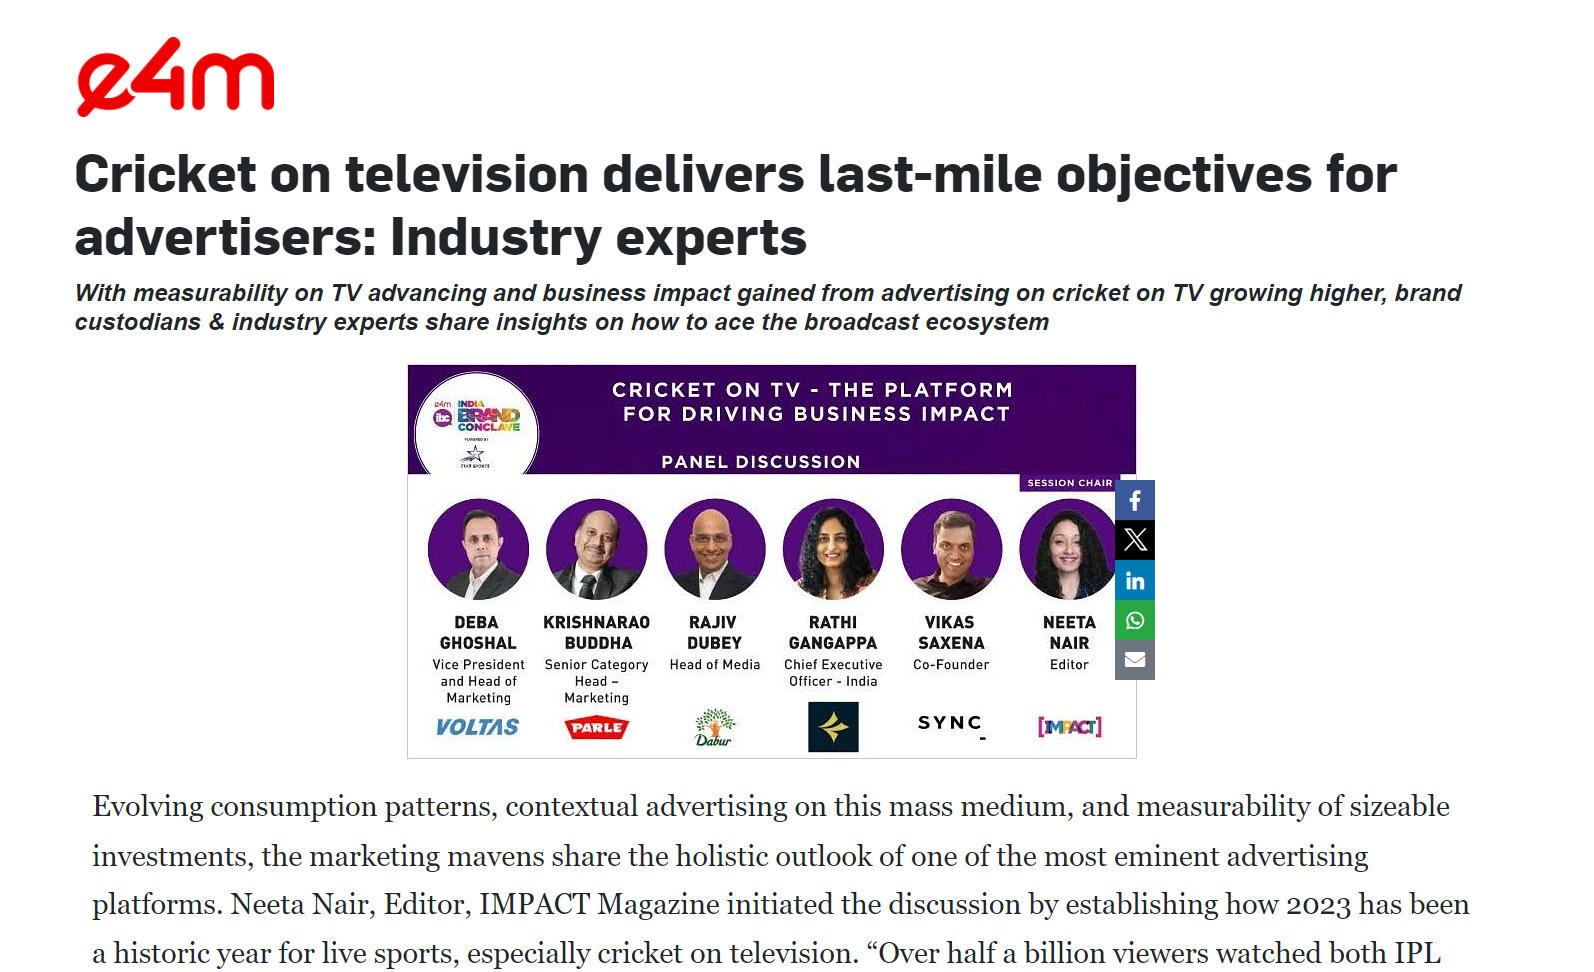 e4m
Cricket on television delivers last-mile objectives for
advertisers: Industry experts
With measurability on TV advancing and business impact gained from advertising on cricket on TV growing higher, brand
custodians & industry experts share insights on how to ace the broadcast ecosystem
e4m
ibc
INDIA
BRAND
CONCLAVE
POWERED BY
STAR SPORTS
CRICKET ON TV - THE PLATFORM
FOR DRIVING BUSINESS IMPACT
PANEL DISCUSSION
SESSION CHAIR
DEBA
GHOSHAL
Vice President
and Head of
Marketing
VOLTAS
KRISHNARAO
BUDDHA
Senior Category
Head –
Marketing
PARLE
RAJIV
DUBEY
Head of Media
Dabur
RATHI
GANGAPPA
Chief Executive
Officer - India
VIKAS
SAXENA
Co-Founder
SYNC_
NEETA
NAIR
Editor
[IMPACT]
f
X
in
Evolving consumption patterns, contextual advertising on this mass medium, and measurability of sizeable
investments, the marketing mavens share the holistic outlook of one of the most eminent advertising
platforms. Neeta Nair, Editor, IMPACT Magazine initiated the discussion by establishing how 2023 has been
a historic year for live sports, especially cricket on television. “Over half a billion viewers watched both IPL